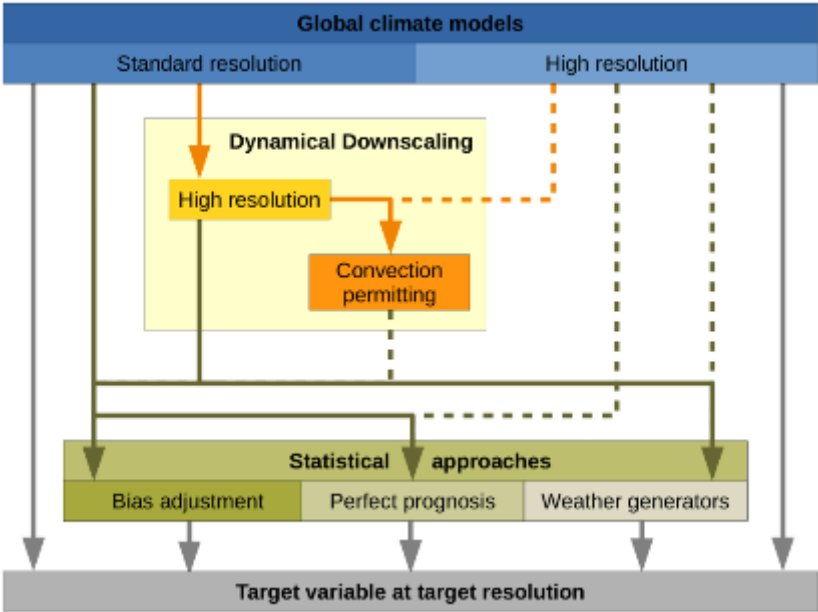 Global climate models
Standard resolution
High resolution
Dynamical Downscaling
High resolution
Convection
permitting
Statistical approaches
Bias adjustment
Perfect prognosis
Weather generators
Target variable at target resolution